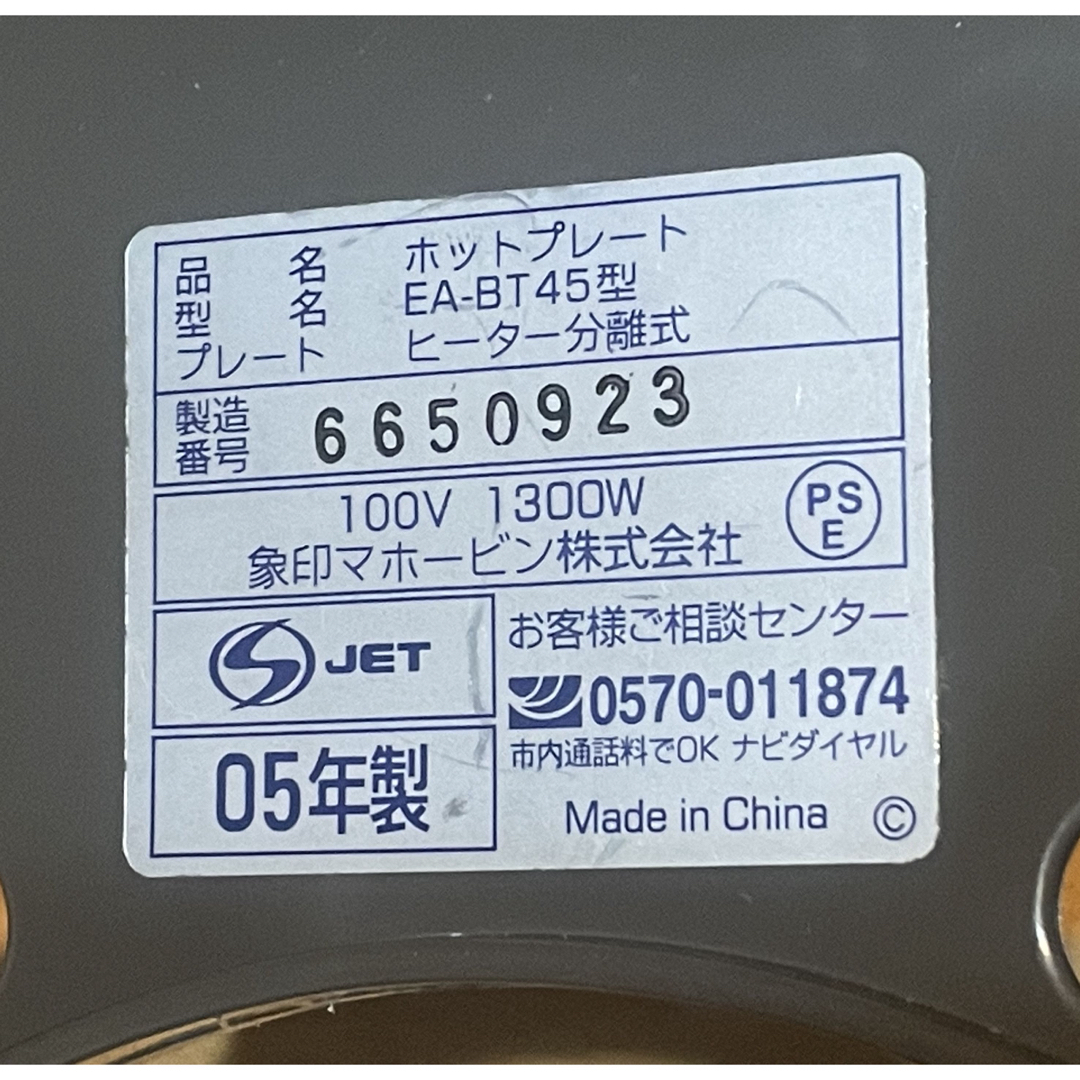 品名 ホットプレート
型名 EA-BT45型
プレート ヒーター分離式
製造番号 6650923
100V 1300W
象印マホービン株式会社
PSE
JET
05年製
お客様ご相談センター
0570-011874
市内通話料でOK ナビダイヤル
Made in China ©